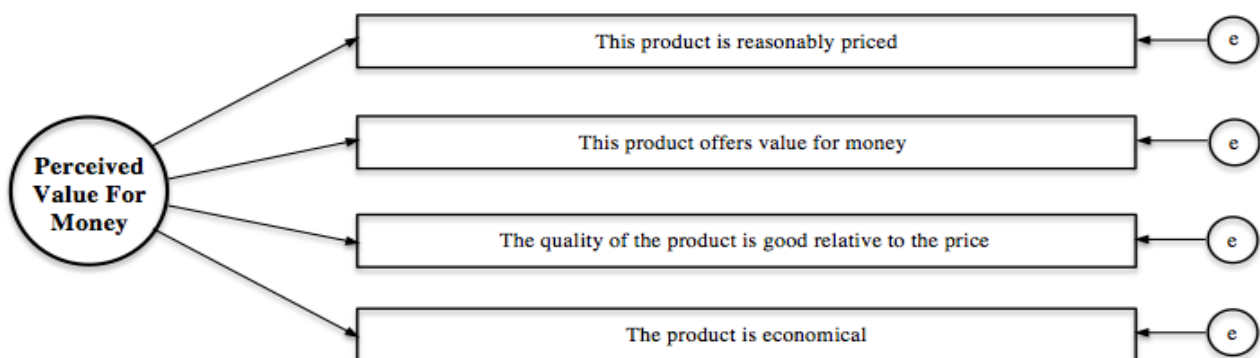 This product is reasonably priced
e
This product offers value for money
e
Perceived
Value For
Money
The quality of the product is good relative to the price
e
The product is economical
e